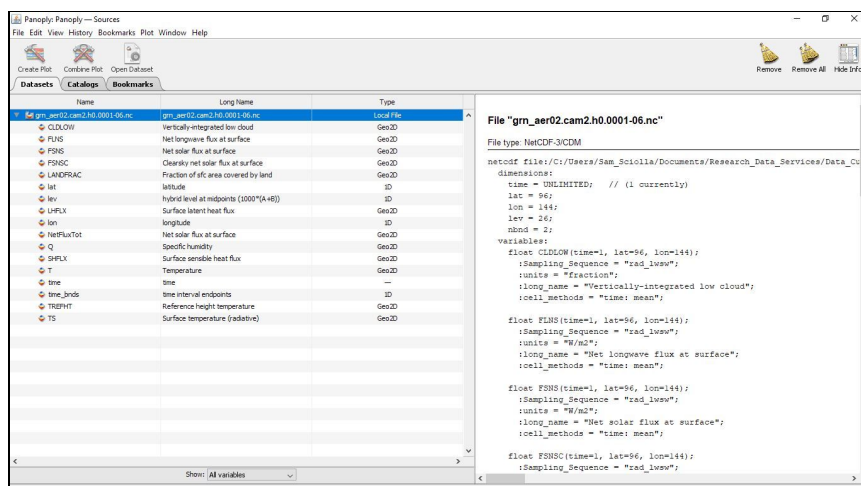 Panoply: Panoply — Sources
File Edit View History Bookmarks Plot Window Help
Create Plot Combine Plot Open Dataset Remove Remove All Hide Info
Datasets Catalogs Bookmarks
Name Long Name Type
grn_aer02.cam2.h0.0001-06.nc grn_aer02.cam2.h0.0001-06.nc Local File
CLDLOW Vertically-integrated low cloud Geo2D
FLNS Net longwave flux at surface Geo2D
FSNS Net solar flux at surface Geo2D
FSNSC Clearsky net solar flux at surface Geo2D
LANDFRAC Fraction of sfc area covered by land Geo2D
lat latitude 1D
lev hybrid level at midpoints (1000*(A+B)) 1D
LHFLX Surface latent heat flux Geo2D
lon longitude 1D
NetFluxTot Net solar flux at surface Geo2D
Q Specific humidity Geo2D
SHFLX Surface sensible heat flux Geo2D
T Temperature Geo2D
time time —
time_bnds time interval endpoints 1D
TREFHT Reference height temperature Geo2D
TS Surface temperature (radiative) Geo2D
Show: All variables
File "grn_aer02.cam2.h0.0001-06.nc"
File type: NetCDF-3/CDM
netcdf file:/C:/Users/Sam_Sciolla/Documents/Research_Data_Services/Data_Cu
dimensions:
time = UNLIMITED; // (1 currently)
lat = 96;
lon = 144;
lev = 26;
nbnd = 2;
variables:
float CLDLOW(time=1, lat=96, lon=144);
:Sampling_Sequence = "rad_lwsw";
:units = "fraction";
:long_name = "Vertically-integrated low cloud";
:cell_methods = "time: mean";
float FLNS(time=1, lat=96, lon=144);
:Sampling_Sequence = "rad_lwsw";
:units = "W/m2";
:long_name = "Net longwave flux at surface";
:cell_methods = "time: mean";
float FSNS(time=1, lat=96, lon=144);
:Sampling_Sequence = "rad_lwsw";
:units = "W/m2";
:long_name = "Net solar flux at surface";
:cell_methods = "time: mean";
float FSNSC(time=1, lat=96, lon=144);
:Sampling_Sequence = "rad_lwsw";